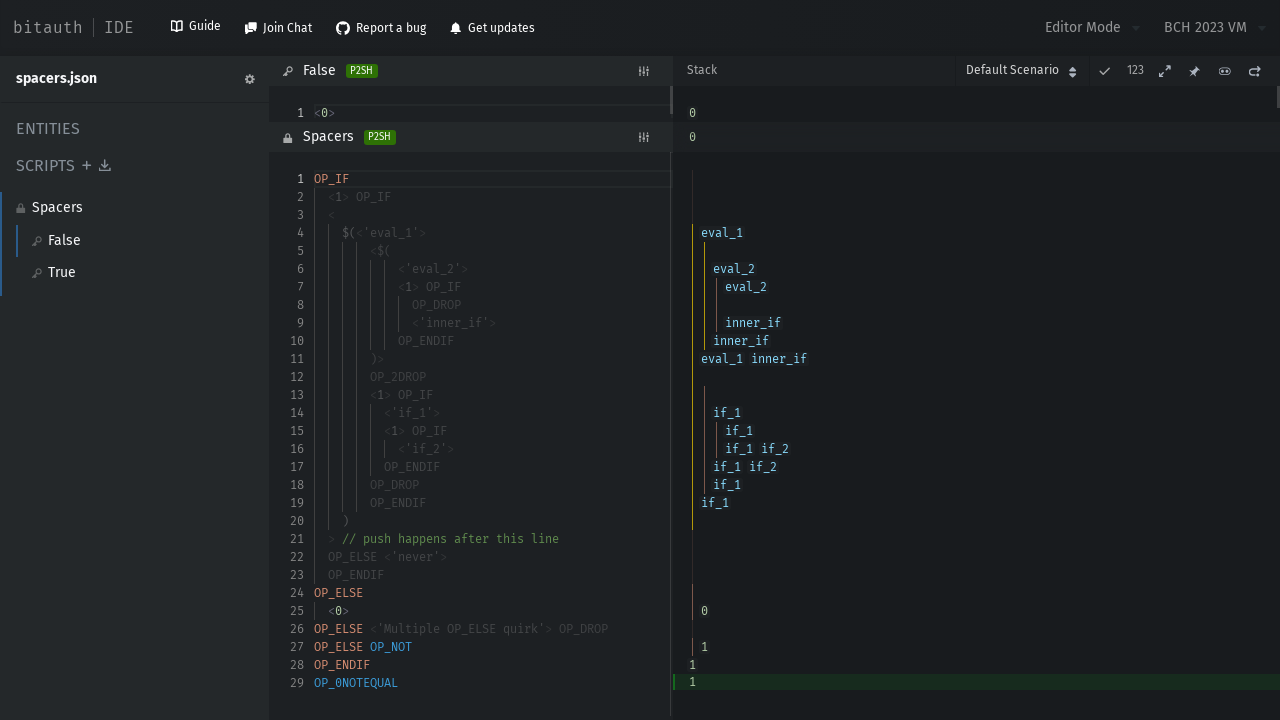 bitauth | IDE Guide Join Chat Report a bug Get updates Editor Mode BCH 2023 VM
spacers.json
ENTITIES
SCRIPTS +
Spacers
False
True
False P2SH
1 <0>
Spacers P2SH
1 OP_IF
2 <1> OP_IF
3 <
4 $(<'eval_1'>
5 <$(
6 <'eval_2'>
7 <1> OP_IF
8 OP_DROP
9 <'inner_if'>
10 OP_ENDIF
11 )>
12 OP_2DROP
13 <1> OP_IF
14 <'if_1'>
15 <1> OP_IF
16 <'if_2'>
17 OP_ENDIF
18 OP_DROP
19 OP_ENDIF
20 )
21 > // push happens after this line
22 OP_ELSE <'never'>
23 OP_ENDIF
24 OP_ELSE
25 <0>
26 OP_ELSE <'Multiple OP_ELSE quirk'> OP_DROP
27 OP_ELSE OP_NOT
28 OP_ENDIF
29 OP_0NOTEQUAL
Stack Default Scenario 123
0
0
eval_1
eval_2
eval_2
inner_if
inner_if
eval_1 inner_if
if_1
if_1
if_1 if_2
if_1 if_2
if_1
if_1
0
1
1
1